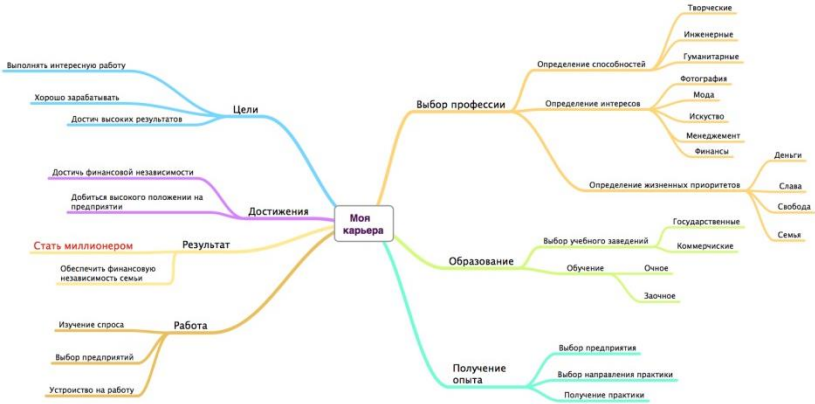 Моя
карьера
Выбор профессии
Определение способностей
Творческие
Инженерные
Гуманитарные
Определение интересов
Фотография
Мода
Искуство
Менеджемент
Финансы
Определение жизненных приоритетов
Деньги
Слава
Свобода
Семья
Образование
Выбор учебного заведений
Государственные
Коммерчиские
Обучение
Очное
Заочное
Получение
опыта
Выбор предприятия
Выбор направления практики
Получение практики
Цели
Выполнять интересную работу
Хорошо зарабатывать
Достич высоких результатов
Достижения
Достичь финансовой независимости
Добиться высокого положении на
предприятии
Результат
Стать миллионером
Обеспечить финансовую
независимость семьи
Работа
Изучение спроса
Выбор предприятий
Устроиство на работу